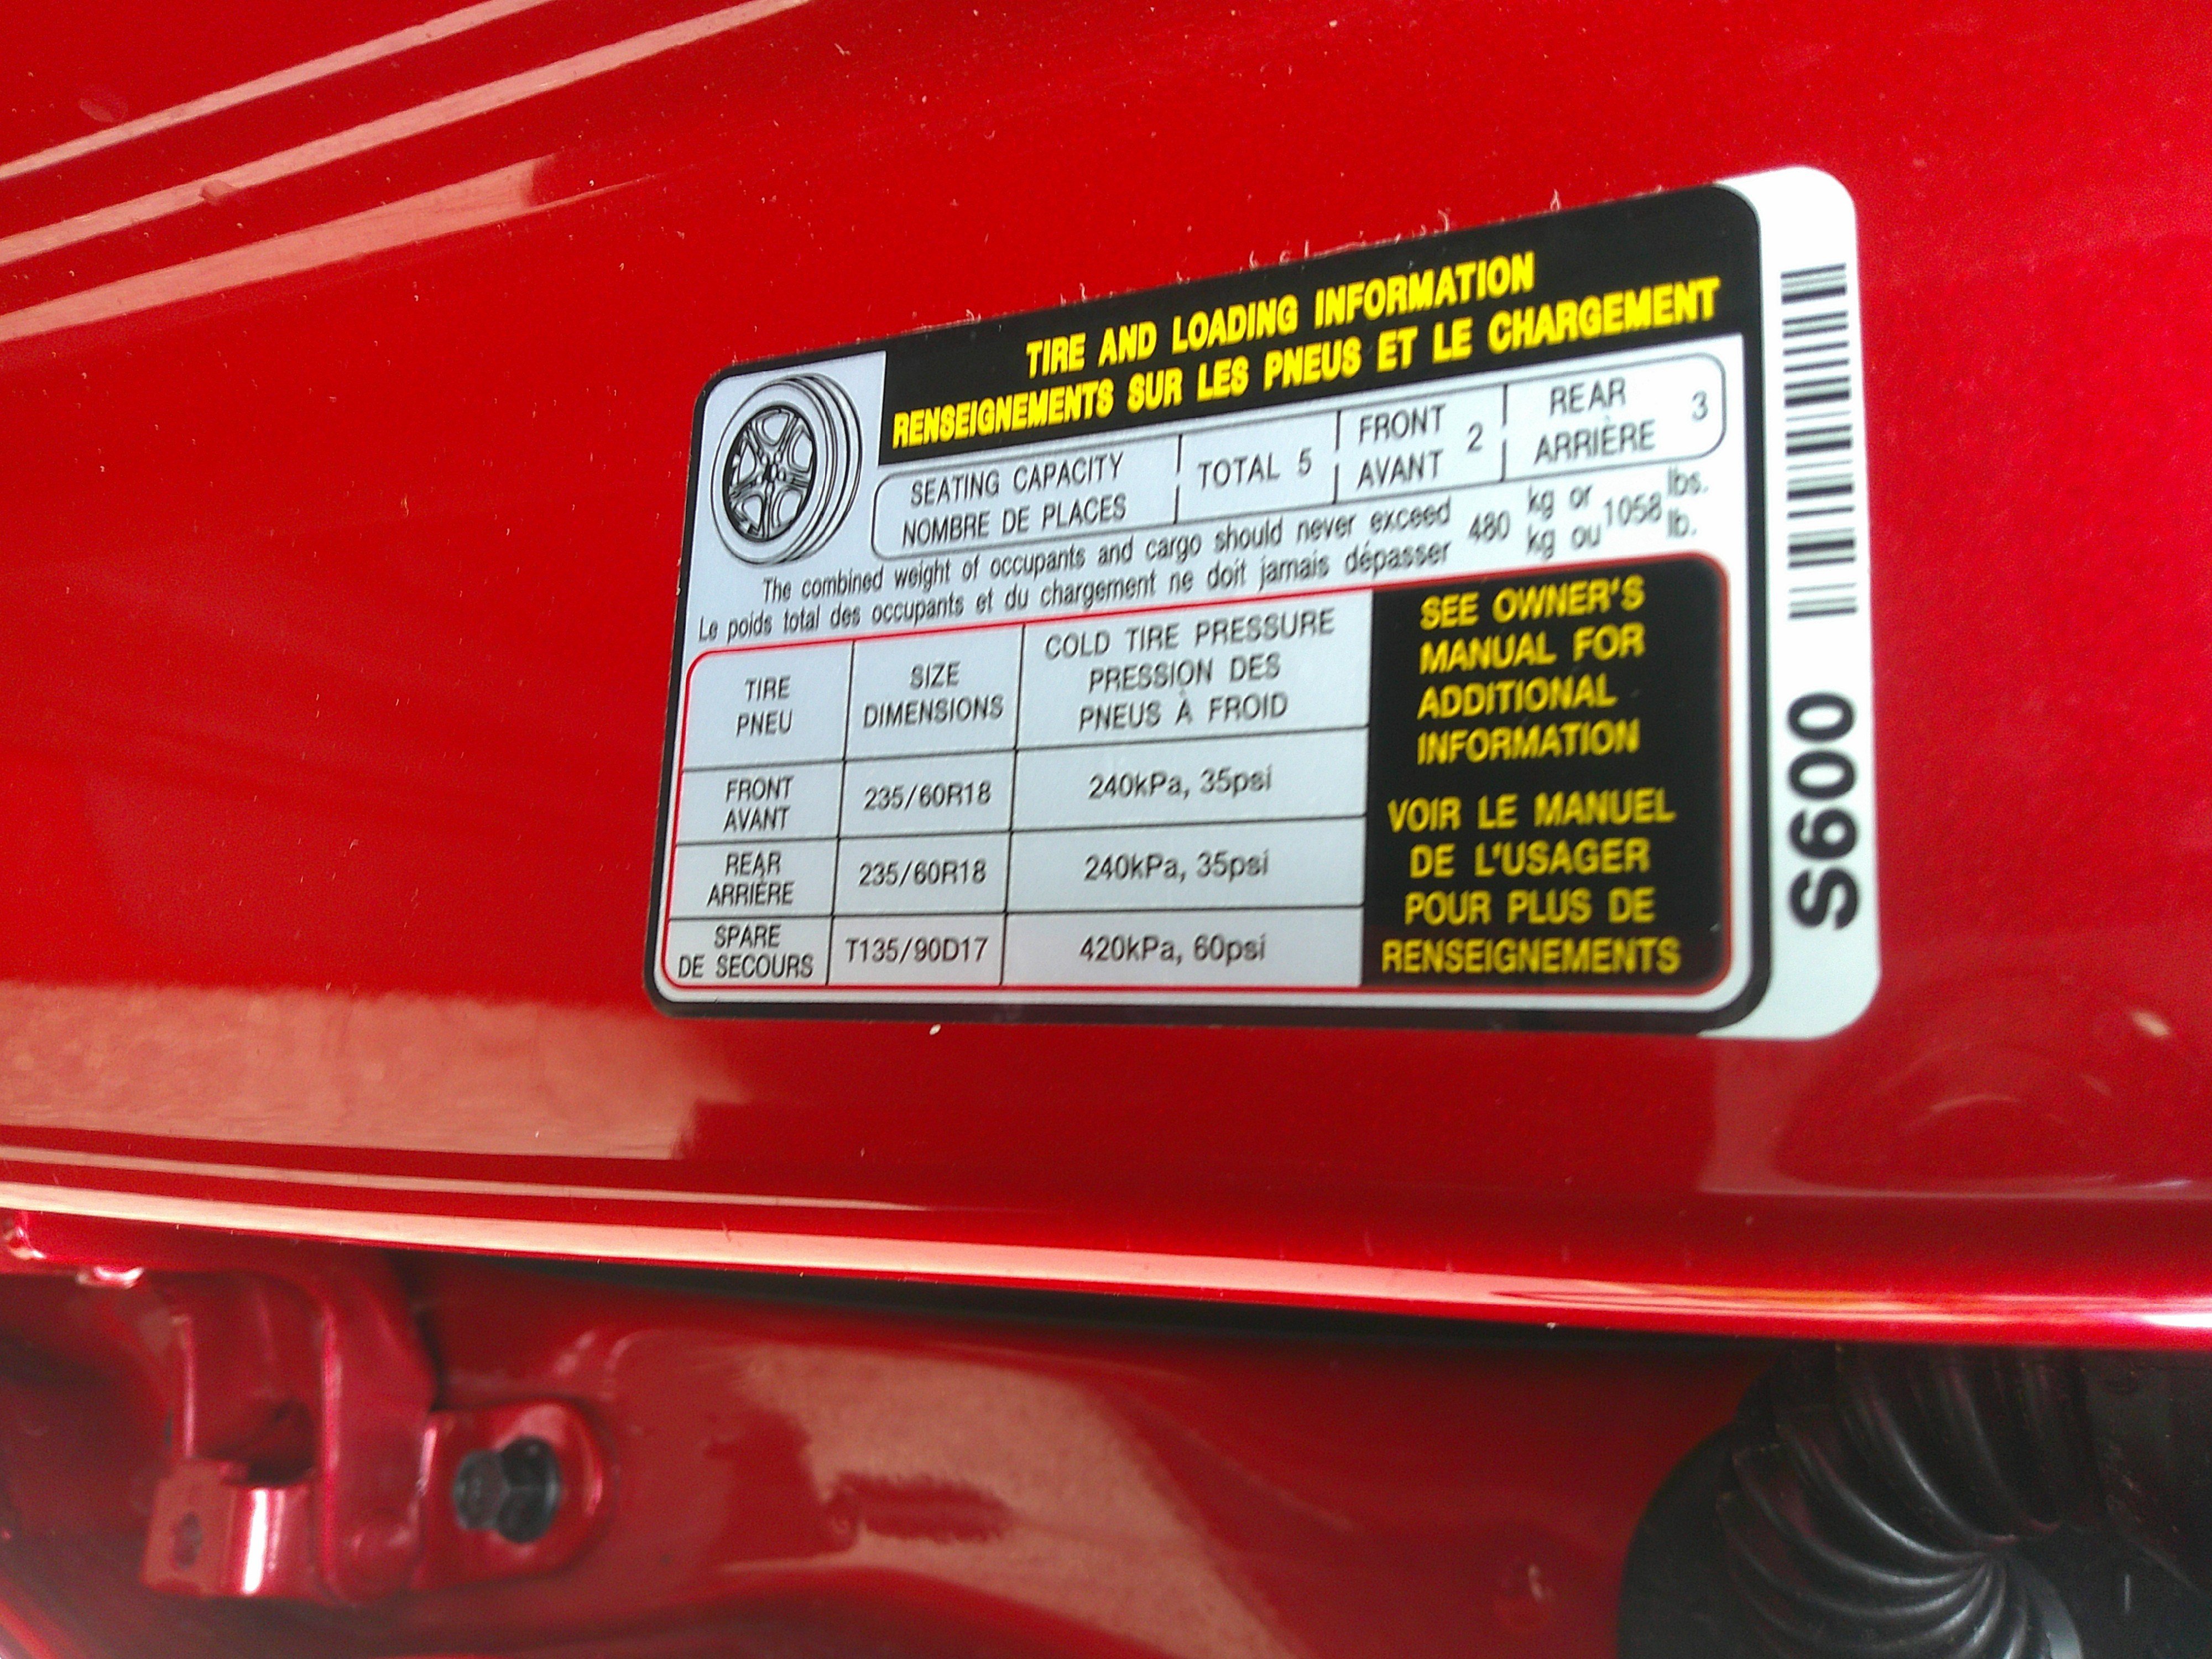 TIRE AND LOADING INFORMATION
RENSEIGNEMENTS SUR LES PNEUS ET LE CHARGEMENT
SEATING CAPACITY
NOMBRE DE PLACES
TOTAL 5
FRONT
AVANT
2
REAR
ARRIÈRE
3
The combined weight of occupants and cargo should never exceed 480 kg or 1058 lbs.
Le poids total des occupants et du chargement ne doit jamais dépasser kg ou lb.
TIRE
PNEU
SIZE
DIMENSIONS
COLD TIRE PRESSURE
PRESSION DES
PNEUS À FROID
FRONT
AVANT
235/60R18
240kPa, 35psi
REAR
ARRIÈRE
235/60R18
240kPa, 35psi
SPARE
DE SECOURS
T135/90D17
420kPa, 60psi
SEE OWNER'S
MANUAL FOR
ADDITIONAL
INFORMATION
VOIR LE MANUEL
DE L'USAGER
POUR PLUS DE
RENSEIGNEMENTS
S600